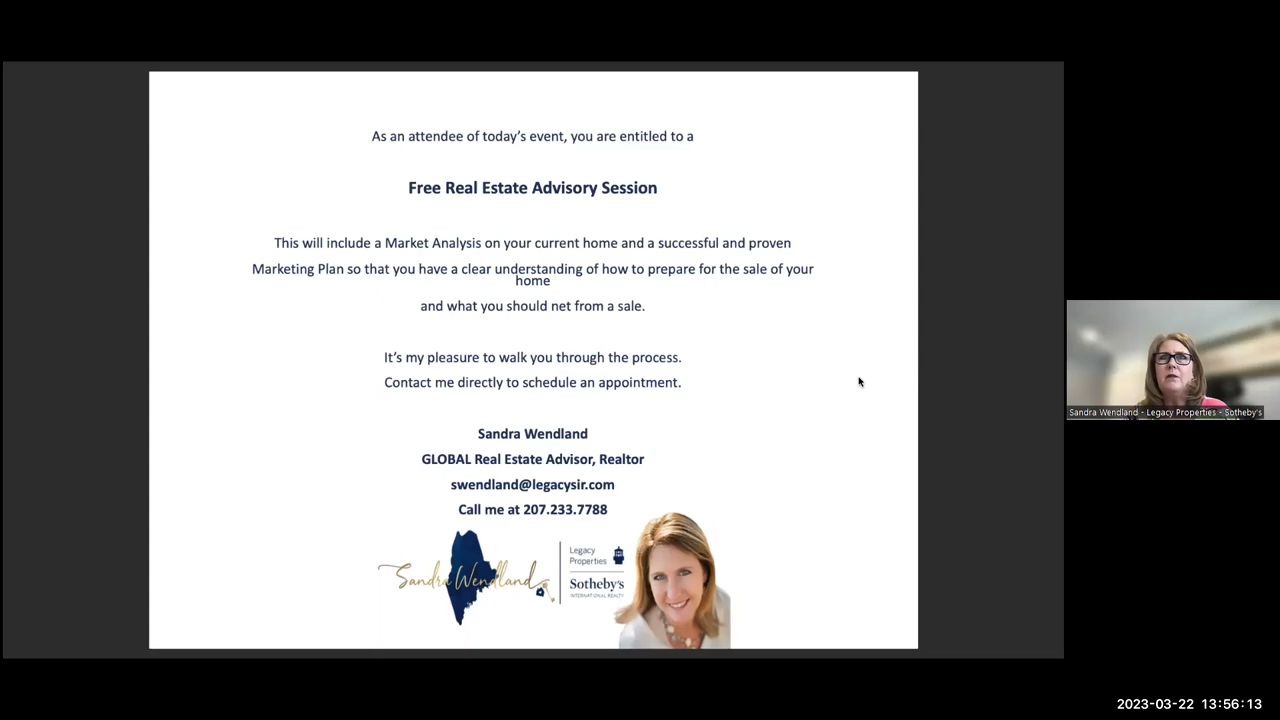 As an attendee of today's event, you are entitled to a
Free Real Estate Advisory Session
This will include a Market Analysis on your current home and a successful and proven
Marketing Plan so that you have a clear understanding of how to prepare for the sale of your
home
and what you should net from a sale.
It's my pleasure to walk you through the process.
Contact me directly to schedule an appointment.
Sandra Wendland
GLOBAL Real Estate Advisor, Realtor
swendland@legacysir.com
Call me at 207.233.7788
Sandra Wendland
Legacy
Properties
Sotheby's
INTERNATIONAL REALTY
Sandra Wendland - Legacy Properties - Sotheby's
2023-03-22 13:56:13